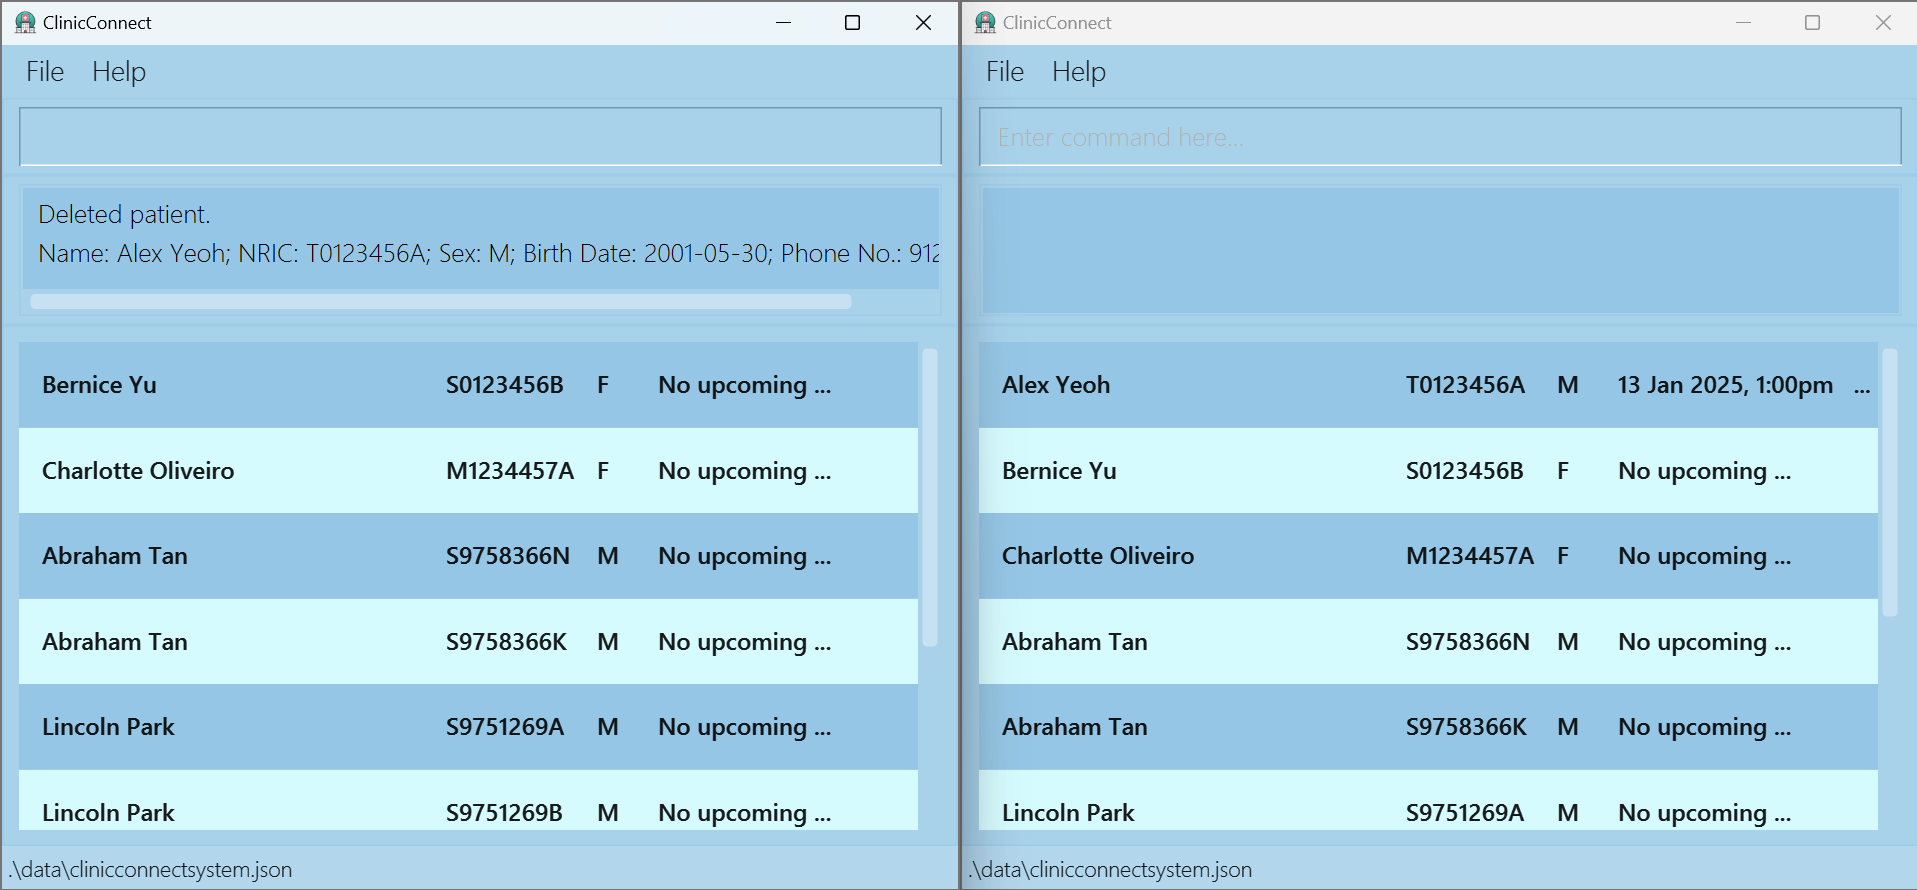 ClinicConnect
File Help
Deleted patient.
Name: Alex Yeoh; NRIC: T0123456A; Sex: M; Birth Date: 2001-05-30; Phone No.: 912
Bernice Yu S0123456B F No upcoming ...
Charlotte Oliveiro M1234457A F No upcoming ...
Abraham Tan S9758366N M No upcoming ...
Abraham Tan S9758366K M No upcoming ...
Lincoln Park S9751269A M No upcoming ...
Lincoln Park S9751269B M No upcoming ...
.\data\clinicconnectsystem.json
ClinicConnect
File Help
Enter command here...
Alex Yeoh T0123456A M 13 Jan 2025, 1:00pm ...
Bernice Yu S0123456B F No upcoming ...
Charlotte Oliveiro M1234457A F No upcoming ...
Abraham Tan S9758366N M No upcoming ...
Abraham Tan S9758366K M No upcoming ...
Lincoln Park S9751269A M No upcoming ...
.\data\clinicconnectsystem.json